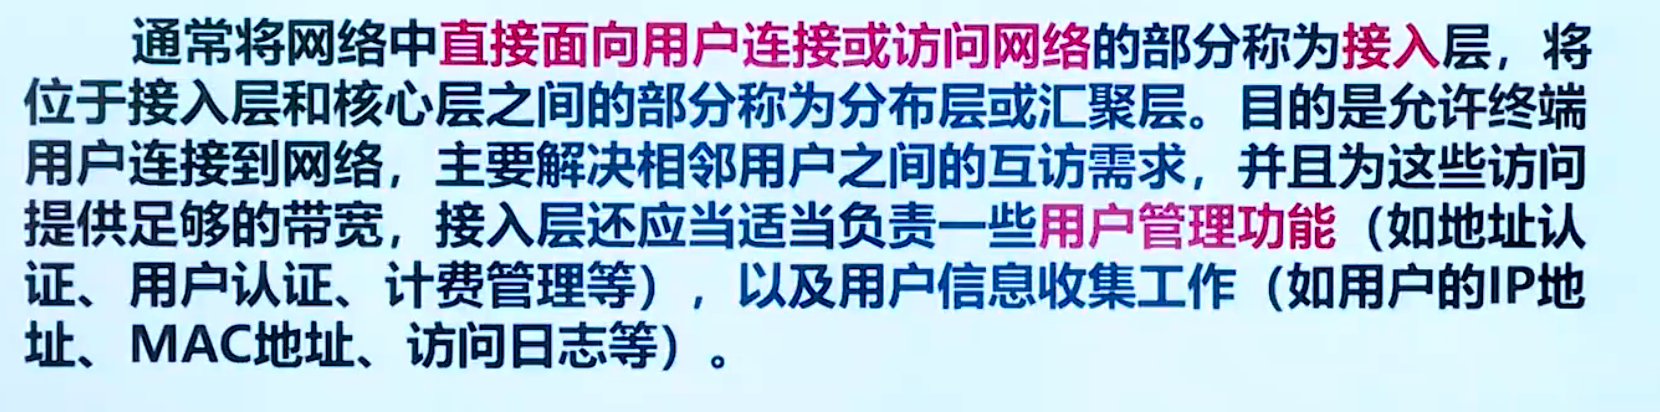 通常将网络中直接面向用户连接或访问网络的部分称为接入层，将
位于接入层和核心层之间的部分称为分布层或汇聚层。目的是允许终端
用户连接到网络，主要解决相邻用户之间的互访需求，并且为这些访问
提供足够的带宽，接入层还应当适当负责一些用户管理功能（如地址认
证、用户认证、计费管理等），以及用户信息收集工作（如用户的IP地
址、MAC地址、访问日志等）。